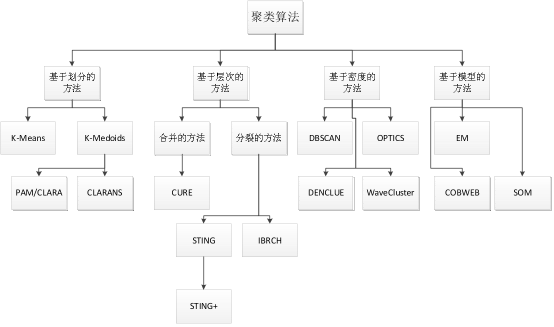 聚类算法
基于划分的
方法
基于层次的
方法
基于密度的
方法
基于模型的
方法
K-Means
K-Medoids
合并的方法
分裂的方法
DBSCAN
OPTICS
EM
PAM/CLARA
CLARANS
CURE
DENCLUE
WaveCluster
COBWEB
SOM
STING
IBRCH
STING+